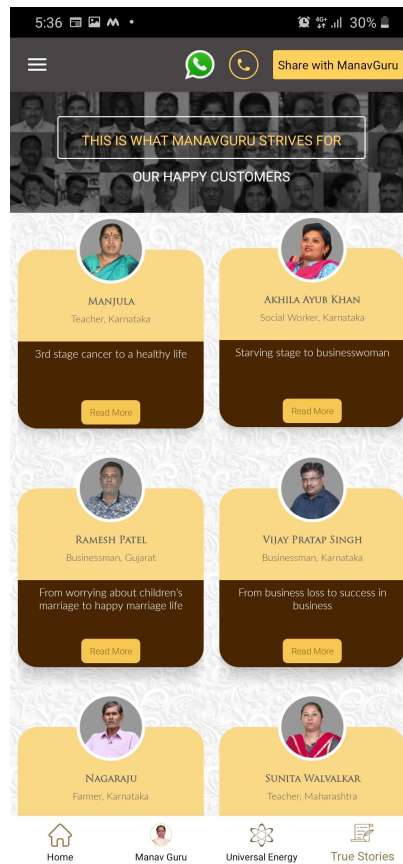 5:36
4G+
30%
Share with ManavGuru
THIS IS WHAT MANAVGURU STRIVES FOR
OUR HAPPY CUSTOMERS
MANJULA
Teacher, Karnataka
3rd stage cancer to a healthy life
Read More
AKHILA AYUB KHAN
Social Worker, Karnataka
Starving stage to businesswoman
Read More
RAMESH PATEL
Businessman, Gujarat
From worrying about children's
marriage to happy marriage life
Read More
VIJAY PRATAP SINGH
Businessman, Karnataka
From business loss to success in
business
Read More
NAGARAJU
Farmer, Karnataka
SUNITA WALVALKAR
Teacher, Maharashtra
Home
Manav Guru
Universal Energy
True Stories